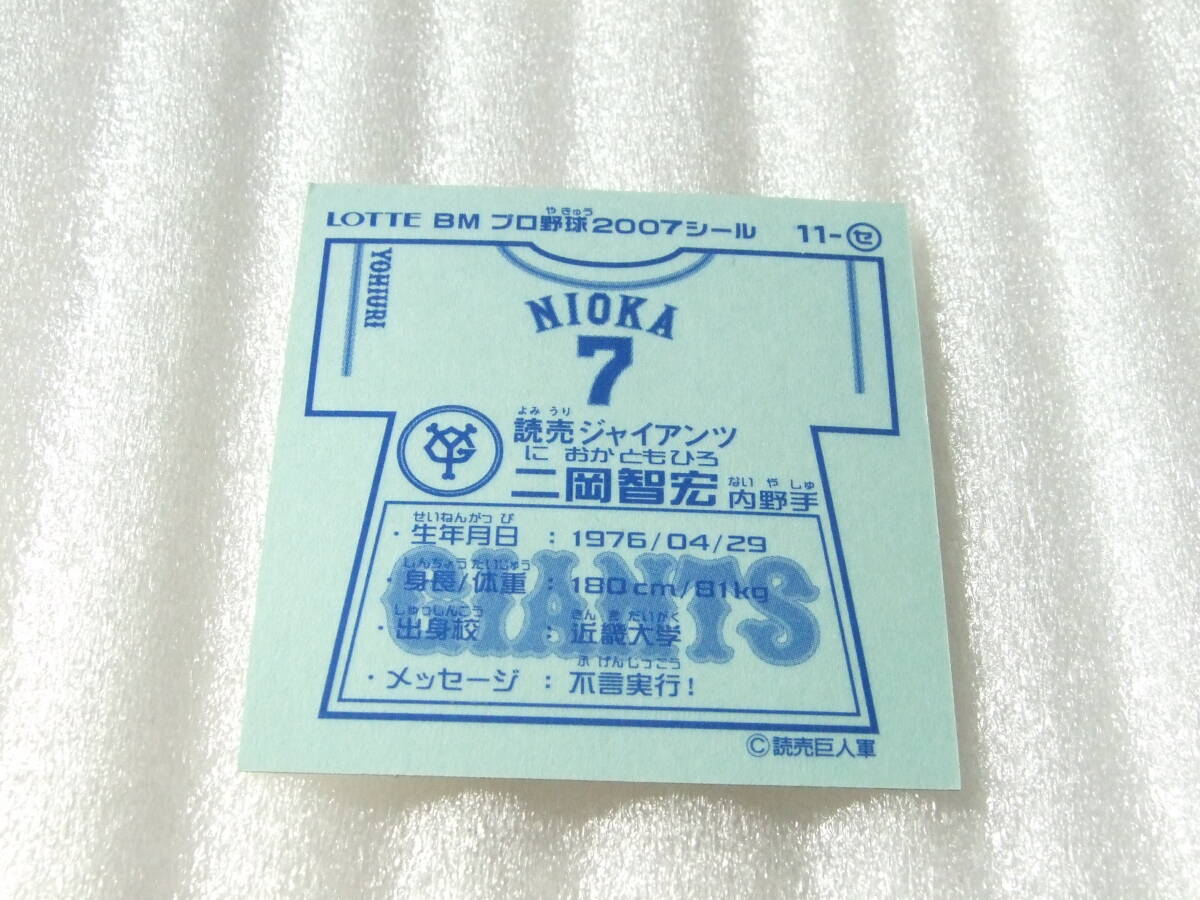 やきゅう
LOTTE BM プロ野球2007シール 11-セ
YOMIURI
NIOKA
7
よみ うり
読売ジャイアンツ
に おか ともひろ
ない や しゅ
二岡智宏 内野手
せいねんがっぴ
・生年月日 : 1976/04/29
しんちょう たいじゅう
・身長/体重 : 180cm/81kg
GIANTS
しゅっしんこう きん き だいがく
・出身校 : 近畿大学
ふ げんじっこう
・メッセージ : 不言実行!
©読売巨人軍